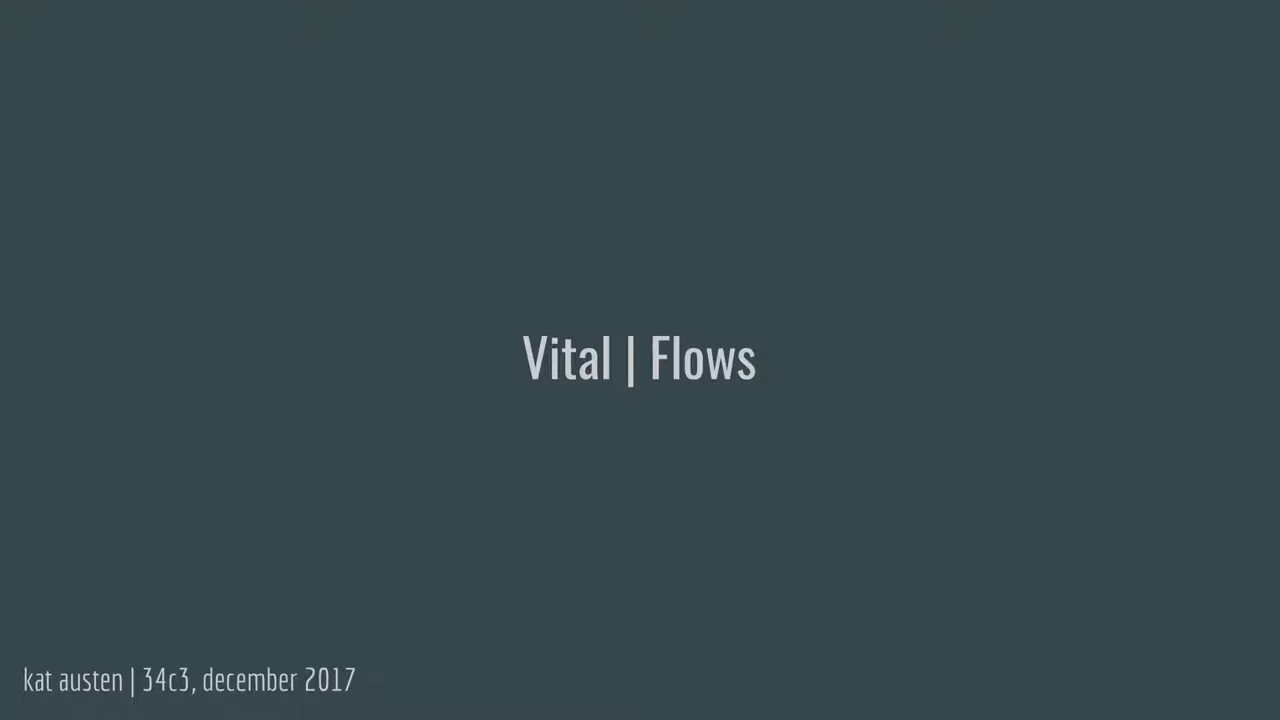 Vital | Flows
kat austen | 34c3, december 2017